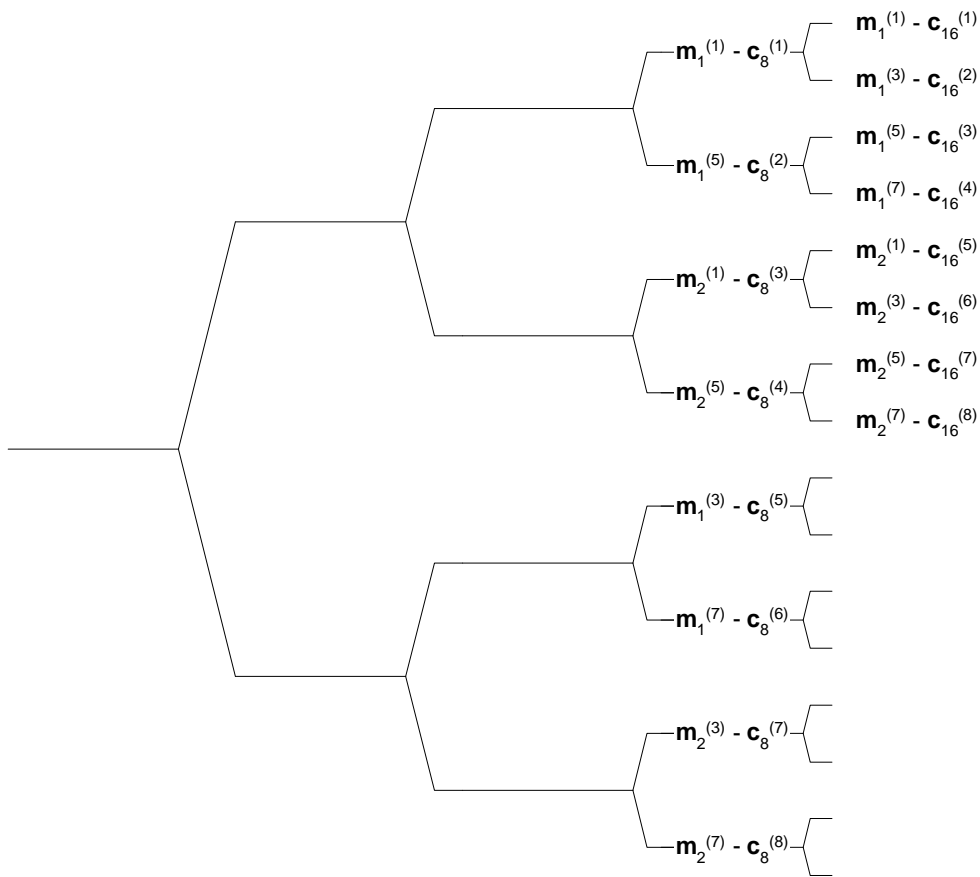 m₁⁽¹⁾ - c₈⁽¹⁾
m₁⁽⁵⁾ - c₈⁽²⁾
m₂⁽¹⁾ - c₈⁽³⁾
m₂⁽⁵⁾ - c₈⁽⁴⁾
m₁⁽³⁾ - c₈⁽⁵⁾
m₁⁽⁷⁾ - c₈⁽⁶⁾
m₂⁽³⁾ - c₈⁽⁷⁾
m₂⁽⁷⁾ - c₈⁽⁸⁾
m₁⁽¹⁾ - c₁₆⁽¹⁾
m₁⁽³⁾ - c₁₆⁽²⁾
m₁⁽⁵⁾ - c₁₆⁽³⁾
m₁⁽⁷⁾ - c₁₆⁽⁴⁾
m₂⁽¹⁾ - c₁₆⁽⁵⁾
m₂⁽³⁾ - c₁₆⁽⁶⁾
m₂⁽⁵⁾ - c₁₆⁽⁷⁾
m₂⁽⁷⁾ - c₁₆⁽⁸⁾